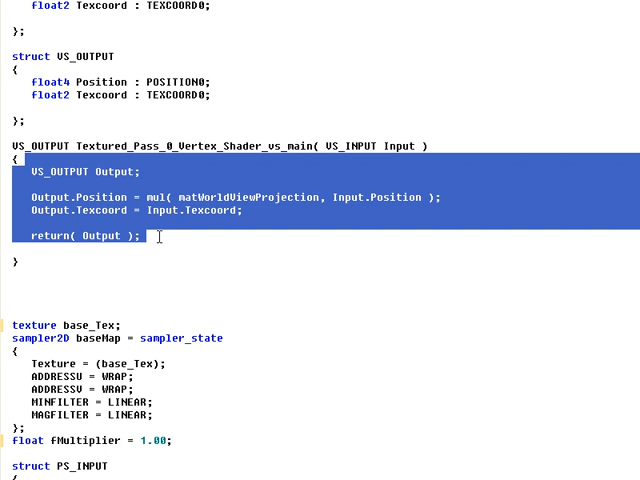 float2 Texcoord : TEXCOORD0;
};
struct VS_OUTPUT
{
float4 Position : POSITION0;
float2 Texcoord : TEXCOORD0;
};
VS_OUTPUT Textured_Pass_0_Vertex_Shader_vs_main( VS_INPUT Input )
{
VS_OUTPUT Output;
Output.Position = mul( matWorldViewProjection, Input.Position );
Output.Texcoord = Input.Texcoord;
return( Output );
}
texture base_Tex;
sampler2D baseMap = sampler_state
{
Texture = (base_Tex);
ADDRESSU = WRAP;
ADDRESSV = WRAP;
MINFILTER = LINEAR;
MAGFILTER = LINEAR;
};
float fMultiplier = 1.00;
struct PS_INPUT
{